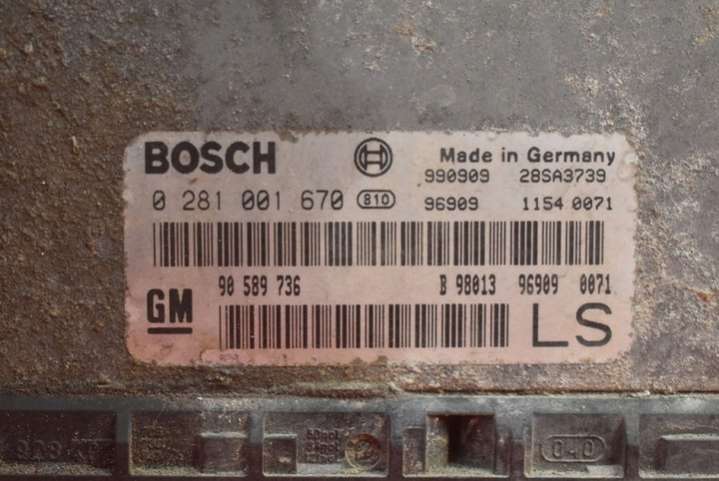 BOSCH Made in Germany
990909 28SA3739
0 281 001 670 810 96909 1154 0071
90 589 736 B 98013 96909 0071
GM LS